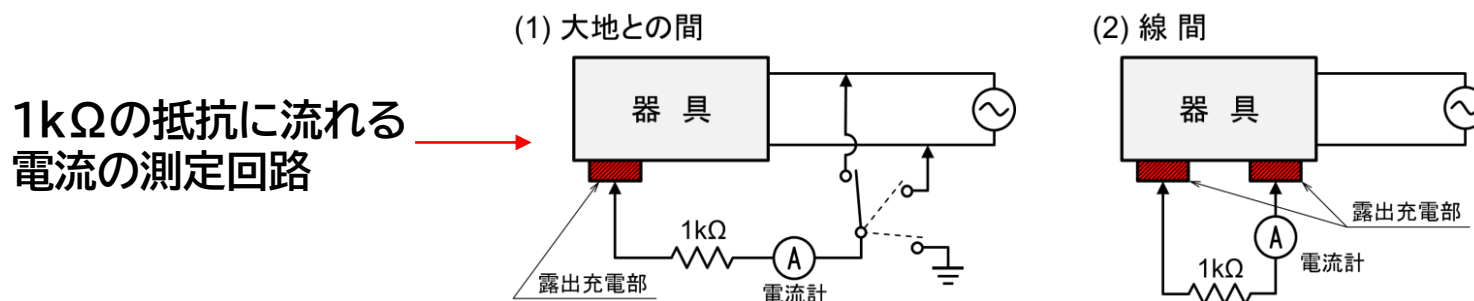 1kΩの抵抗に流れる
電流の測定回路
(1) 大地との間
器 具
1kΩ
A
電流計
露出充電部
(2) 線 間
器 具
露出充電部
A
電流計
1kΩ